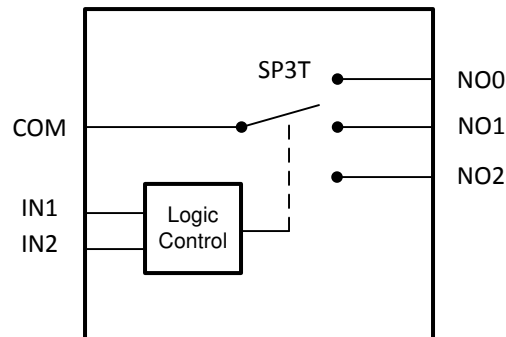 SP3T
NO0
COM
NO1
NO2
IN1
Logic
Control
IN2